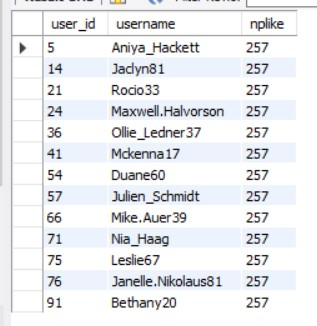 user_id username nplike
5 Aniya_Hackett 257
14 Jaclyn81 257
21 Rocio33 257
24 Maxwell.Halvorson 257
36 Ollie_Ledner37 257
41 Mckenna17 257
54 Duane60 257
57 Julien_Schmidt 257
66 Mike.Auer39 257
71 Nia_Haag 257
75 Leslie67 257
76 Janelle.Nikolaus81 257
91 Bethany20 257